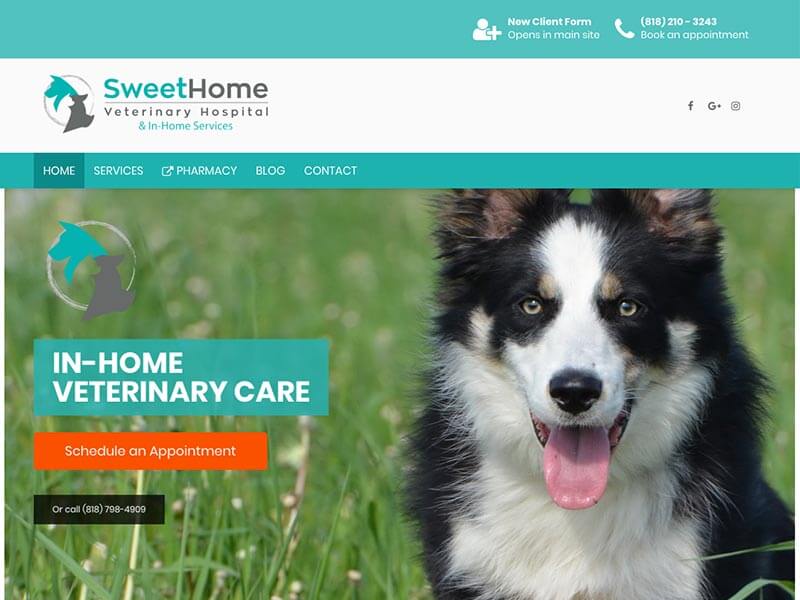 New Client Form
Opens in main site
(818) 210 - 3243
Book an appointment
SweetHome
Veterinary Hospital
& In-Home Services
f G+
HOME SERVICES PHARMACY BLOG CONTACT
IN-HOME
VETERINARY CARE
Schedule an Appointment
Or call (818) 798-4909